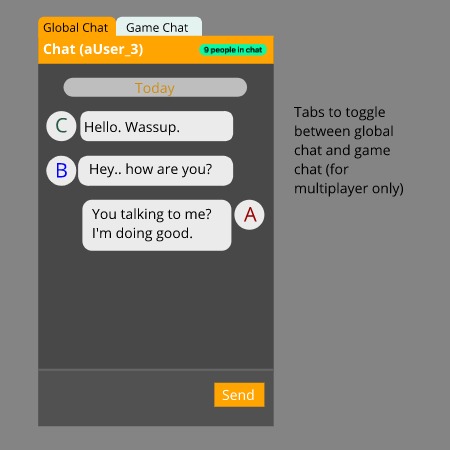 Global Chat
Game Chat
Chat (aUser_3)
9 people in chat
Today
C
Hello. Wassup.
B
Hey.. how are you?
You talking to me?
I'm doing good.
A
Send
Tabs to toggle
between global
chat and game
chat (for
multiplayer only)